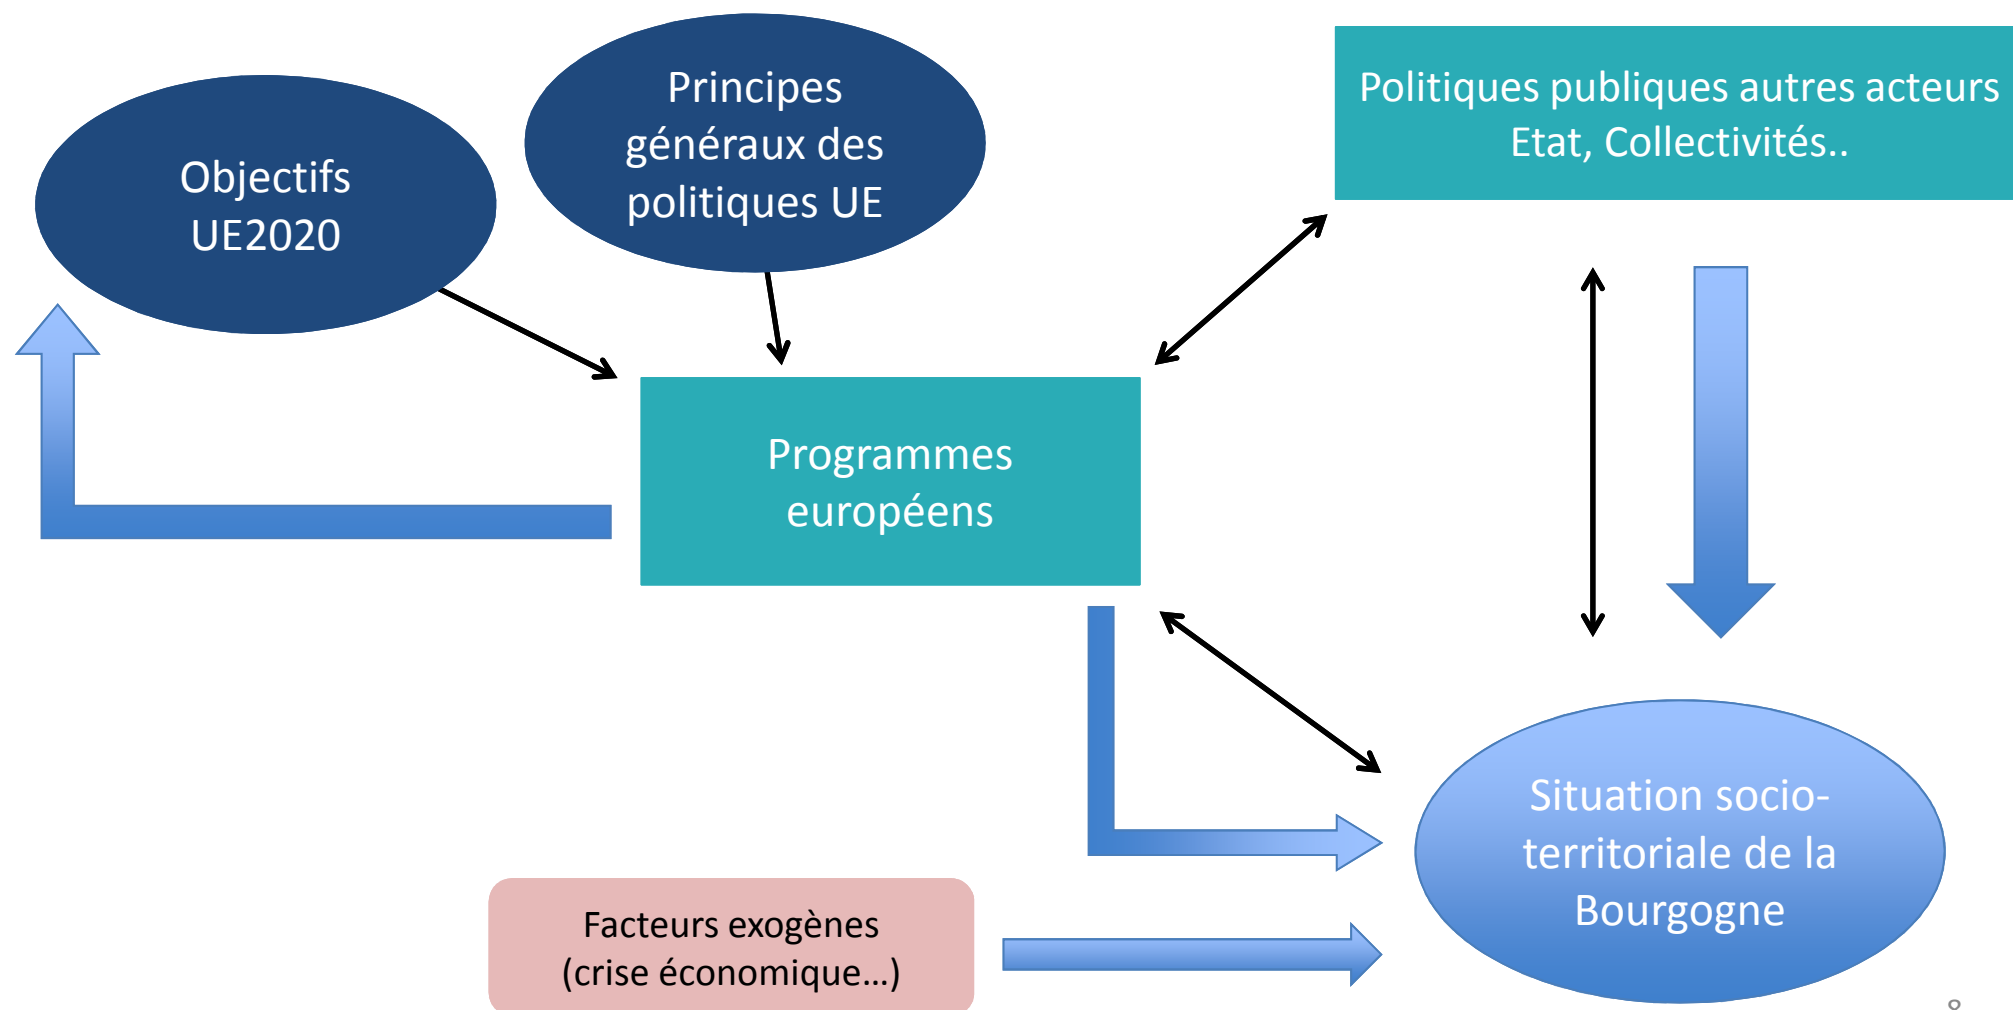 Objectifs
UE2020
Principes
généraux des
politiques UE
Politiques publiques autres acteurs
Etat, Collectivités..
Programmes
européens
Situation socio-
territoriale de la
Bourgogne
Facteurs exogènes
(crise économique…)
8